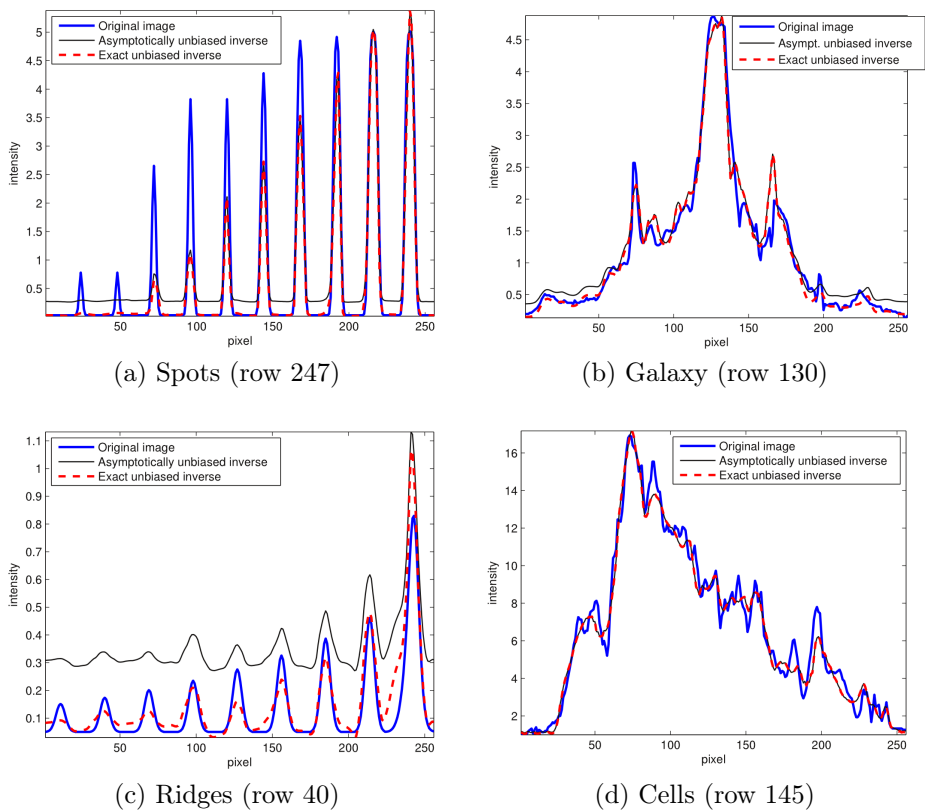 Original image
Asymptotically unbiased inverse
Exact unbiased inverse
intensity
5
4.5
4
3.5
3
2.5
2
1.5
1
0.5
50
100
150
200
250
pixel
(a) Spots (row 247)
Original image
Asympt. unbiased inverse
Exact unbiased inverse
intensity
4.5
4
3.5
3
2.5
2
1.5
1
0.5
50
100
150
200
250
pixel
(b) Galaxy (row 130)
Original image
Asymptotically unbiased inverse
Exact unbiased inverse
intensity
1.1
1
0.9
0.8
0.7
0.6
0.5
0.4
0.3
0.2
0.1
50
100
150
200
250
pixel
(c) Ridges (row 40)
Original image
Asymptotically unbiased inverse
Exact unbiased inverse
intensity
16
14
12
10
8
6
4
2
50
100
150
200
250
pixel
(d) Cells (row 145)